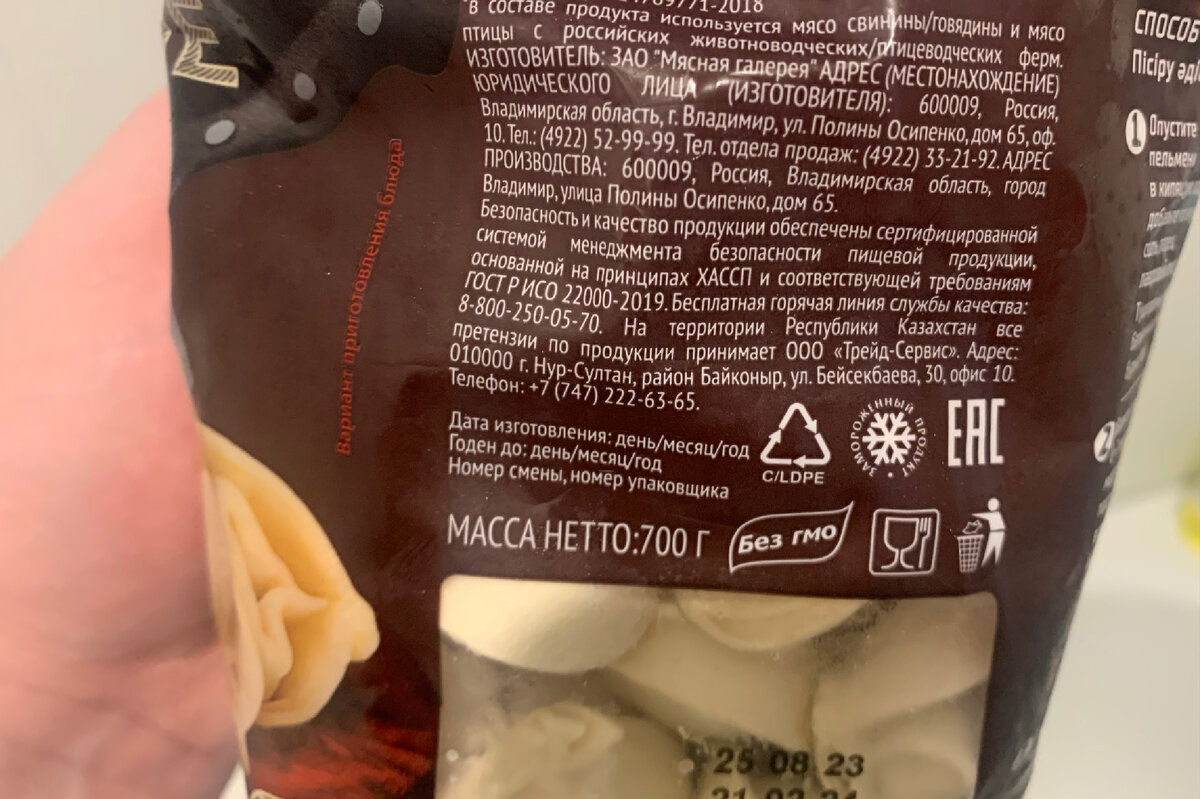 *в составе продукта используется мясо свинины/говядины и мясо
птицы с российских животноводческих/птицеводческих ферм.
ИЗГОТОВИТЕЛЬ: ЗАО "Мясная галерея" АДРЕС (МЕСТОНАХОЖДЕНИЕ)
ЮРИДИЧЕСКОГО ЛИЦА (ИЗГОТОВИТЕЛЯ): 600009, Россия,
Владимирская область, г. Владимир, ул. Полины Осипенко, дом 65, оф.
10. Тел.: (4922) 52-99-99. Тел. отдела продаж: (4922) 33-21-92. АДРЕС
ПРОИЗВОДСТВА: 600009, Россия, Владимирская область, город
Владимир, улица Полины Осипенко, дом 65.
Безопасность и качество продукции обеспечены сертифицированной
системой менеджмента безопасности пищевой продукции,
основанной на принципах ХАССП и соответствующей требованиям
ГОСТ Р ИСО 22000-2019. Бесплатная горячая линия службы качества:
8-800-250-05-70. На территории Республики Казахстан все
претензии по продукции принимает ООО «Трейд-Сервис». Адрес:
010000 г. Нур-Султан, район Байконыр, ул. Бейсекбаева, 30, офис 10.
Телефон: +7 (747) 222-63-65.
Дата изготовления: день/месяц/год
Годен до: день/месяц/год
Номер смены, номер упаковщика
C/LDPE
ЗАМОРОЖЕННЫЙ ПРОДУКТ
EAC
МАССА НЕТТО:700 г
Без гмо
Вариант приготовления блюда
25 08 23
СПОСОБ
Пісіру
1 Опустите
пельмени
2